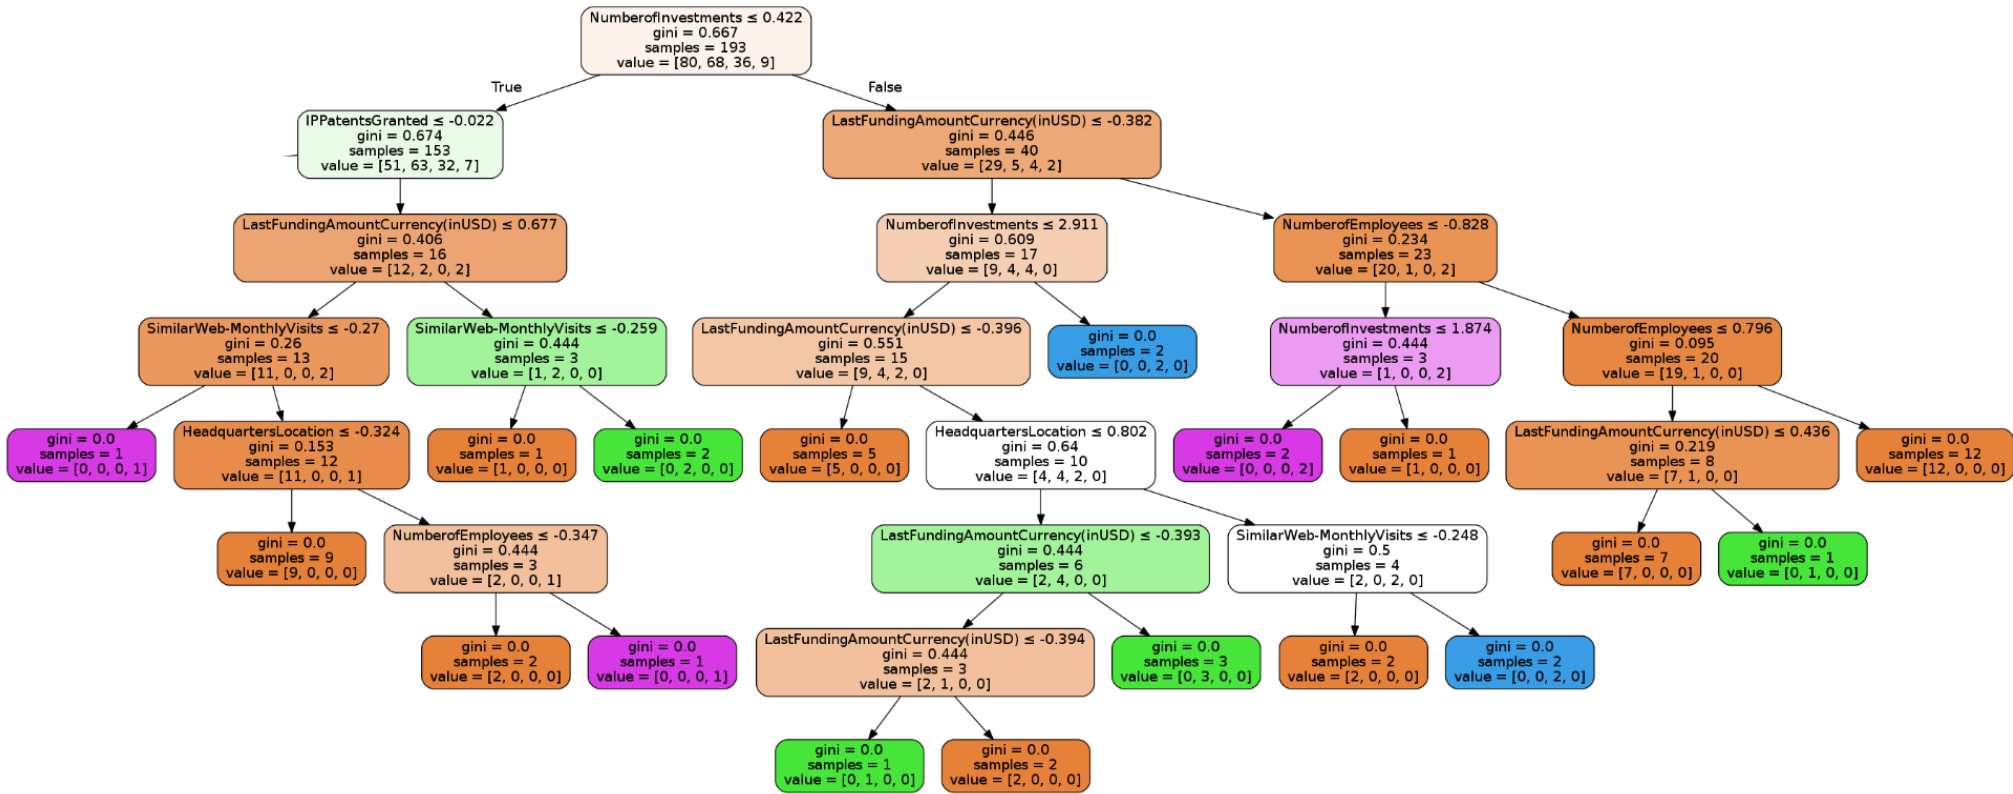 NumberofInvestments ≤ 0.422
gini = 0.667
samples = 193
value = [80, 68, 36, 9]
True
False
IPPatentsGranted ≤ -0.022
gini = 0.674
samples = 153
value = [51, 63, 32, 7]
LastFundingAmountCurrency(inUSD) ≤ -0.382
gini = 0.446
samples = 40
value = [29, 5, 4, 2]
LastFundingAmountCurrency(inUSD) ≤ 0.677
gini = 0.406
samples = 16
value = [12, 2, 0, 2]
NumberofInvestments ≤ 2.911
gini = 0.609
samples = 17
value = [9, 4, 4, 0]
NumberofEmployees ≤ -0.828
gini = 0.234
samples = 23
value = [20, 1, 0, 2]
SimilarWeb-MonthlyVisits ≤ -0.27
gini = 0.26
samples = 13
value = [11, 0, 0, 2]
SimilarWeb-MonthlyVisits ≤ -0.259
gini = 0.444
samples = 3
value = [1, 2, 0, 0]
LastFundingAmountCurrency(inUSD) ≤ -0.396
gini = 0.551
samples = 15
value = [9, 4, 2, 0]
gini = 0.0
samples = 2
value = [0, 0, 2, 0]
NumberofInvestments ≤ 1.874
gini = 0.444
samples = 3
value = [1, 0, 0, 2]
NumberofEmployees ≤ 0.796
gini = 0.095
samples = 20
value = [19, 1, 0, 0]
gini = 0.0
samples = 1
value = [0, 0, 0, 1]
HeadquartersLocation ≤ -0.324
gini = 0.153
samples = 12
value = [11, 0, 0, 1]
gini = 0.0
samples = 1
value = [1, 0, 0, 0]
gini = 0.0
samples = 2
value = [0, 2, 0, 0]
gini = 0.0
samples = 5
value = [5, 0, 0, 0]
HeadquartersLocation ≤ 0.802
gini = 0.64
samples = 10
value = [4, 4, 2, 0]
gini = 0.0
samples = 2
value = [0, 0, 0, 2]
gini = 0.0
samples = 1
value = [1, 0, 0, 0]
LastFundingAmountCurrency(inUSD) ≤ 0.436
gini = 0.219
samples = 8
value = [7, 1, 0, 0]
gini = 0.0
samples = 12
value = [12, 0, 0, 0]
gini = 0.0
samples = 9
value = [9, 0, 0, 0]
NumberofEmployees ≤ -0.347
gini = 0.444
samples = 3
value = [2, 0, 0, 1]
LastFundingAmountCurrency(inUSD) ≤ -0.393
gini = 0.444
samples = 6
value = [2, 4, 0, 0]
SimilarWeb-MonthlyVisits ≤ -0.248
gini = 0.5
samples = 4
value = [2, 0, 2, 0]
gini = 0.0
samples = 7
value = [7, 0, 0, 0]
gini = 0.0
samples = 1
value = [0, 1, 0, 0]
gini = 0.0
samples = 2
value = [2, 0, 0, 0]
gini = 0.0
samples = 1
value = [0, 0, 0, 1]
LastFundingAmountCurrency(inUSD) ≤ -0.394
gini = 0.444
samples = 3
value = [2, 1, 0, 0]
gini = 0.0
samples = 3
value = [0, 3, 0, 0]
gini = 0.0
samples = 2
value = [2, 0, 0, 0]
gini = 0.0
samples = 2
value = [0, 0, 2, 0]
gini = 0.0
samples = 1
value = [0, 1, 0, 0]
gini = 0.0
samples = 2
value = [2, 0, 0, 0]